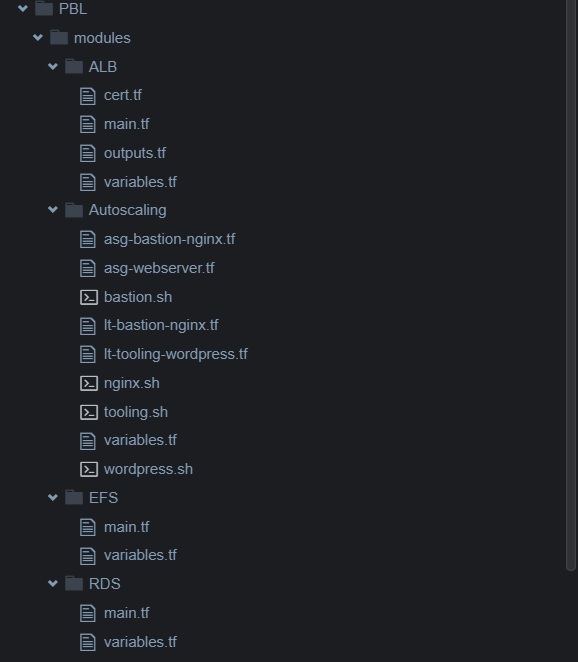 PBL
modules
ALB
cert.tf
main.tf
outputs.tf
variables.tf
Autoscaling
asg-bastion-nginx.tf
asg-webserver.tf
bastion.sh
lt-bastion-nginx.tf
lt-tooling-wordpress.tf
nginx.sh
tooling.sh
variables.tf
wordpress.sh
EFS
main.tf
variables.tf
RDS
main.tf
variables.tf